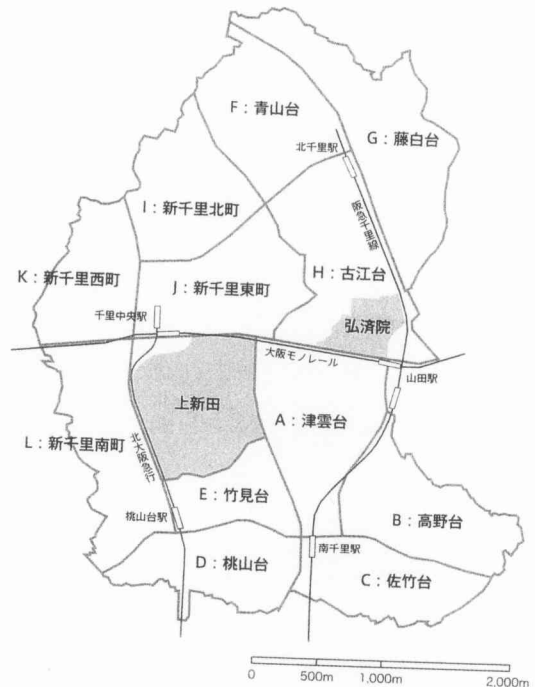 F：青山台
G：藤白台
北千里駅
阪急千里線
I：新千里北町
H：古江台
K：新千里西町
J：新千里東町
千里中央駅
弘済院
大阪モノレール
山田駅
上新田
A：津雲台
L：新千里南町
北大阪急行
E：竹見台
B：高野台
桃山台駅
南千里駅
D：桃山台
C：佐竹台
0
500m
1,000m
2,000m